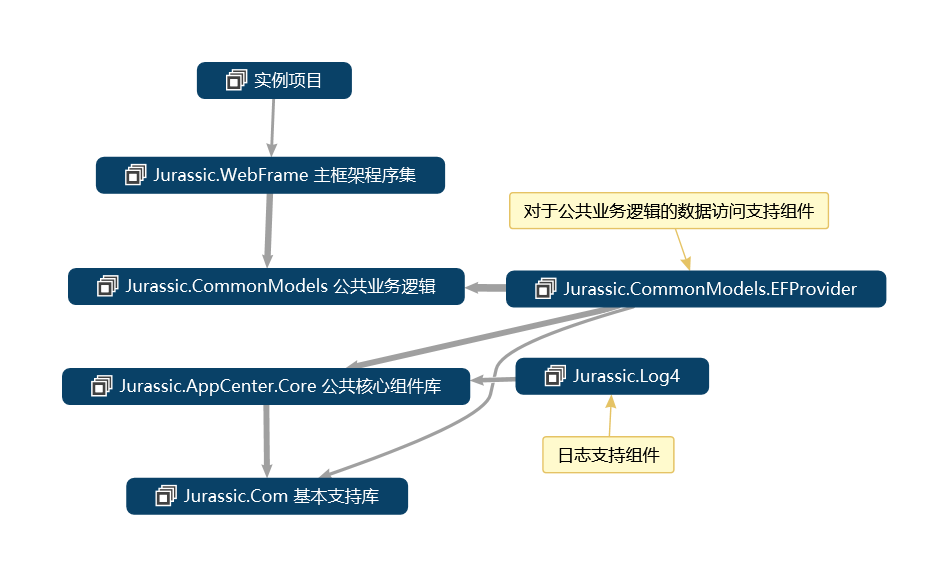 实例项目
Jurassic.WebFrame 主框架程序集
对于公共业务逻辑的数据访问支持组件
Jurassic.CommonModels 公共业务逻辑
Jurassic.CommonModels.EFProvider
Jurassic.AppCenter.Core 公共核心组件库
Jurassic.Log4
日志支持组件
Jurassic.Com 基本支持库